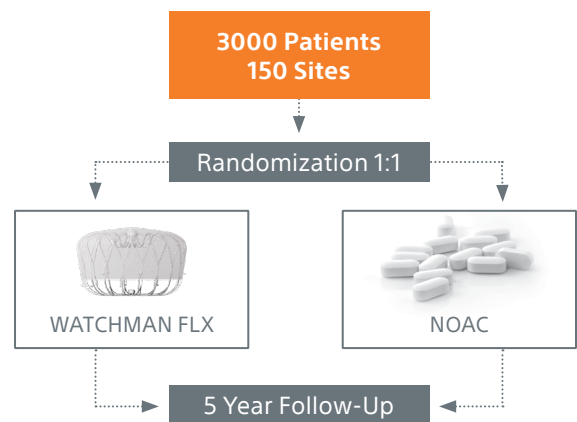 3000 Patients
150 Sites
Randomization 1:1
WATCHMAN FLX
NOAC
5 Year Follow-Up